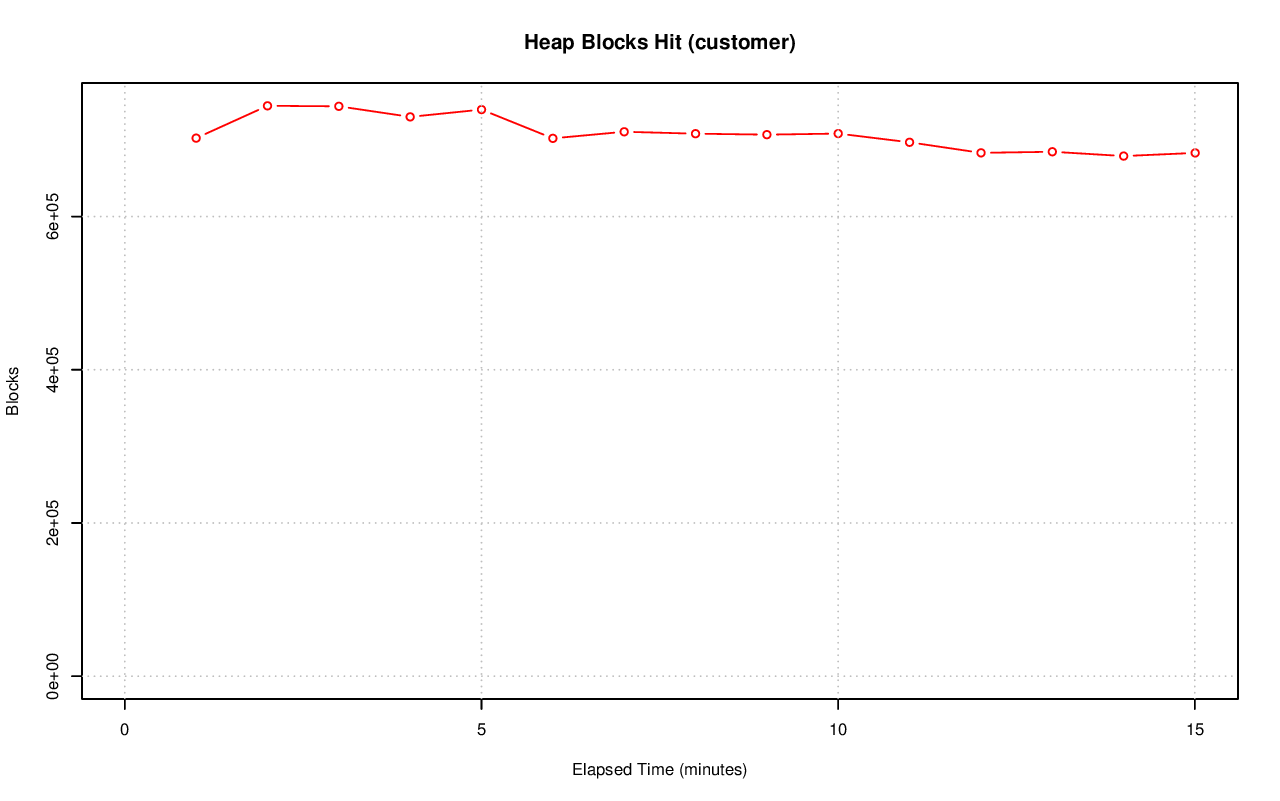 Heap Blocks Hit (customer)
Blocks
6e+05
4e+05
2e+05
0e+00
0 5 10 15
Elapsed Time (minutes)